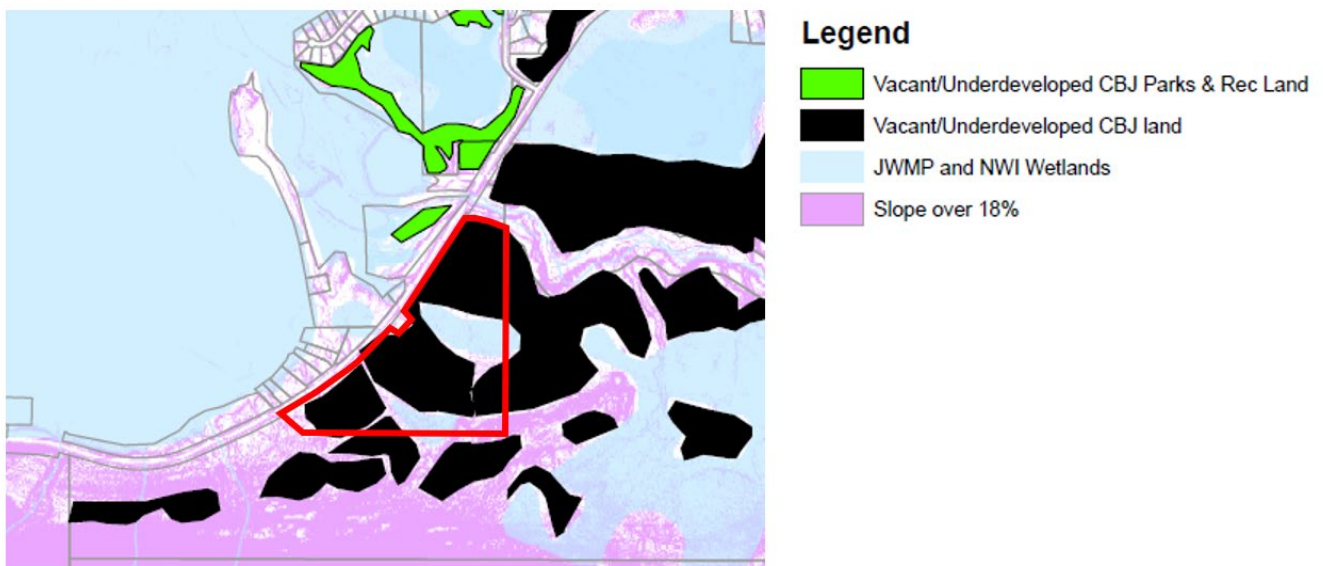 Legend
Vacant/Underdeveloped CBJ Parks & Rec Land
Vacant/Underdeveloped CBJ land
JWMP and NWI Wetlands
Slope over 18%